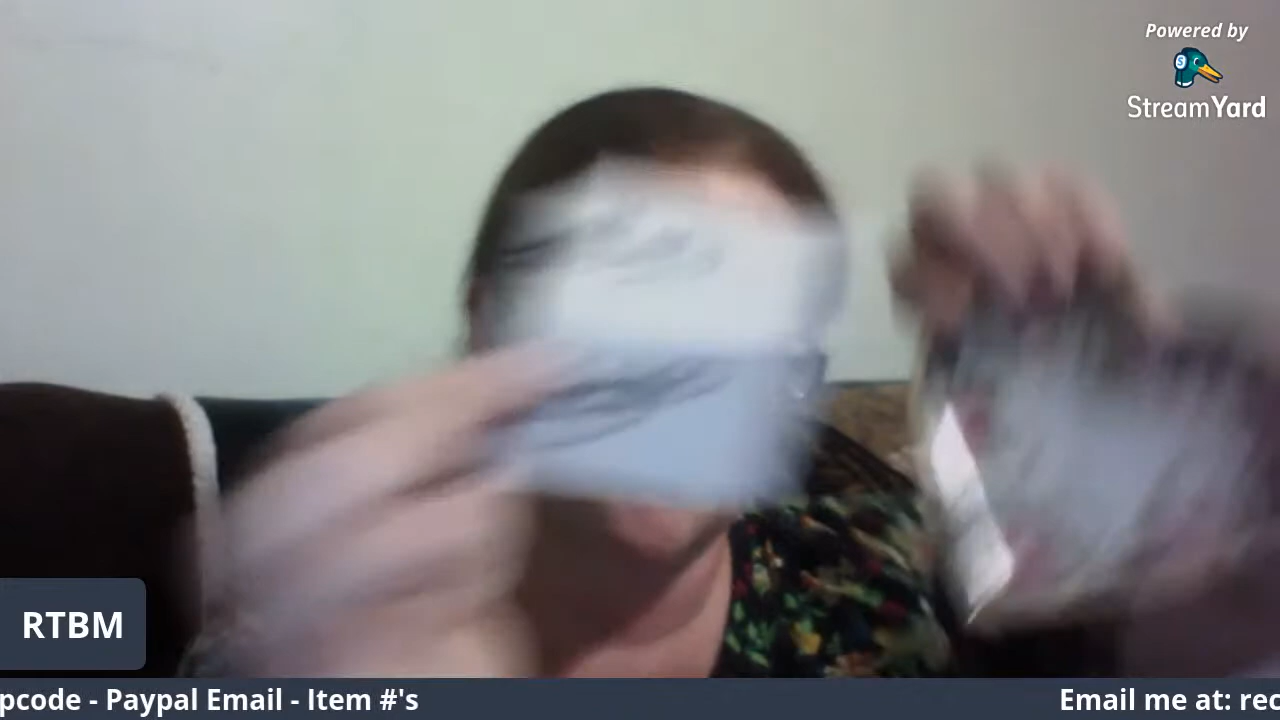 Powered by
StreamYard
RTBM
pcode - Paypal Email - Item #'s
Email me at: rec